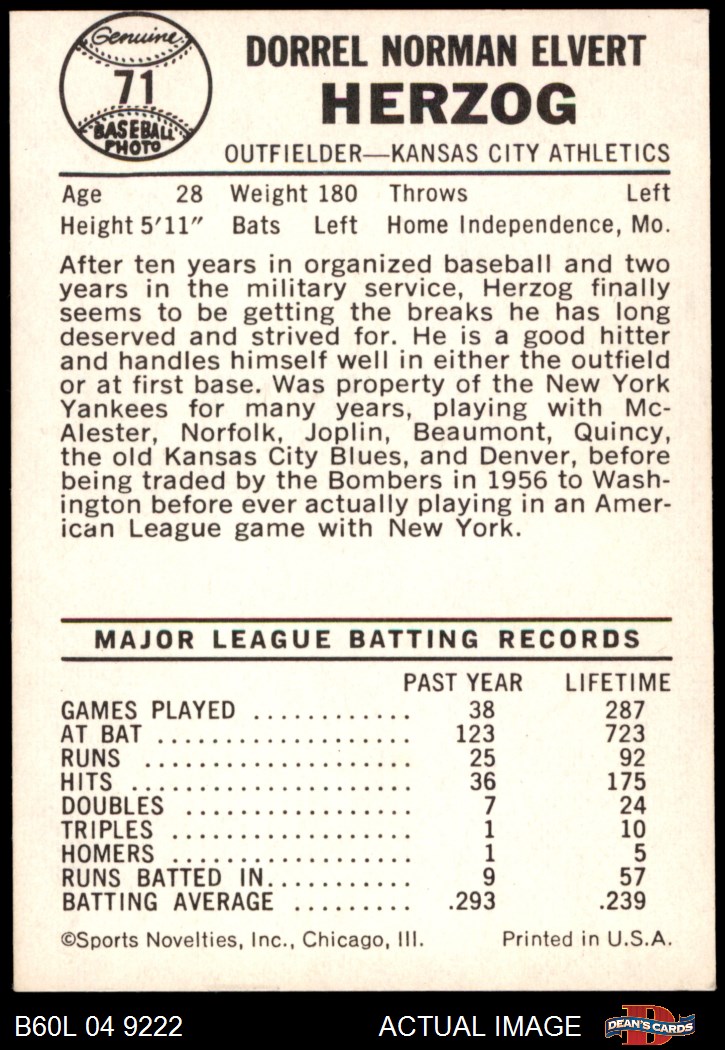 Genuine
71
BASEBALL
PHOTO
DORREL NORMAN ELVERT
HERZOG
OUTFIELDER—KANSAS CITY ATHLETICS
Age 28 Weight 180 Throws Left
Height 5'11" Bats Left Home Independence, Mo.
After ten years in organized baseball and two
years in the military service, Herzog finally
seems to be getting the breaks he has long
deserved and strived for. He is a good hitter
and handles himself well in either the outfield
or at first base. Was property of the New York
Yankees for many years, playing with Mc-
Alester, Norfolk, Joplin, Beaumont, Quincy,
the old Kansas City Blues, and Denver, before
being traded by the Bombers in 1956 to Wash-
ington before ever actually playing in an Amer-
ican League game with New York.
MAJOR LEAGUE BATTING RECORDS
PAST YEAR LIFETIME
GAMES PLAYED ............ 38 287
AT BAT .................. 123 723
RUNS ................... 25 92
HITS .................... 36 175
DOUBLES ................ 7 24
TRIPLES ................. 1 10
HOMERS ................. 1 5
RUNS BATTED IN........... 9 57
BATTING AVERAGE ......... .293 .239
©Sports Novelties, Inc., Chicago, Ill. Printed in U.S.A.
B60L 04 9222 ACTUAL IMAGE
D
DEAN'S CARDS